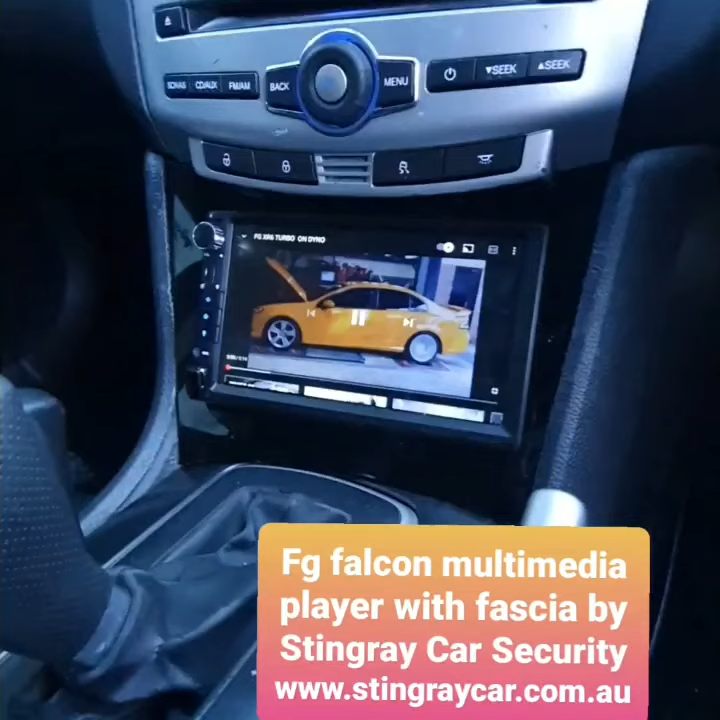 SEEK
SEEK
BACK
MENU
CD/AUX
FM/AM
FG XR6 TURBO ON DYNO
Fg falcon multimedia
player with fascia by
Stingray Car Security
www.stingraycar.com.au